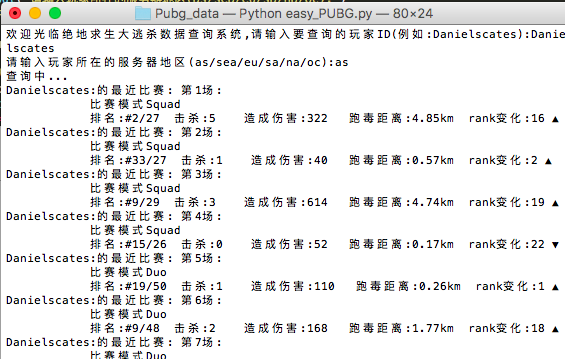 Pubg_data — Python easy_PUBG.py — 80×24
欢迎光临绝地求生大逃杀数据查询系统,请输入要查询的玩家ID(例如:Danielscates):Danie
lscates
请输入玩家所在的服务器地区(as/sea/eu/sa/na/oc):as
查询中...
Danielscates:的最近比赛: 第1场:
比赛模式Squad
排名:#2/27 击杀:5 造成伤害:322 跑毒距离:4.85km rank变化:16 ▲
Danielscates:的最近比赛: 第2场:
比赛模式Squad
排名:#33/27 击杀:1 造成伤害:40 跑毒距离:0.57km rank变化:2 ▲
Danielscates:的最近比赛: 第3场:
比赛模式Squad
排名:#9/29 击杀:3 造成伤害:614 跑毒距离:4.74km rank变化:19 ▲
Danielscates:的最近比赛: 第4场:
比赛模式Squad
排名:#15/26 击杀:0 造成伤害:52 跑毒距离:0.17km rank变化:22 ▼
Danielscates:的最近比赛: 第5场:
比赛模式Duo
排名:#19/50 击杀:1 造成伤害:110 跑毒距离:0.26km rank变化:1 ▲
Danielscates:的最近比赛: 第6场:
比赛模式Duo
排名:#9/48 击杀:2 造成伤害:168 跑毒距离:1.77km rank变化:18 ▲
Danielscates:的最近比赛: 第7场:
比赛模式Duo